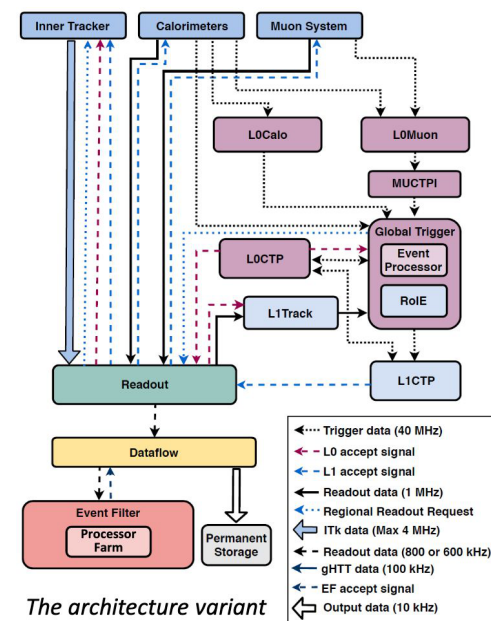 Inner Tracker
Calorimeters
Muon System
L0Calo
L0Muon
MUCTPI
Global Trigger
Event
Processor
RoIE
L0CTP
L1Track
L1CTP
Readout
Dataflow
Event Filter
Processor
Farm
Permanent
Storage
The architecture variant
Trigger data (40 MHz)
L0 accept signal
L1 accept signal
Readout data (1 MHz)
Regional Readout Request
ITk data (Max 4 MHz)
Readout data (800 or 600 kHz)
gHTT data (100 kHz)
EF accept signal
Output data (10 kHz)